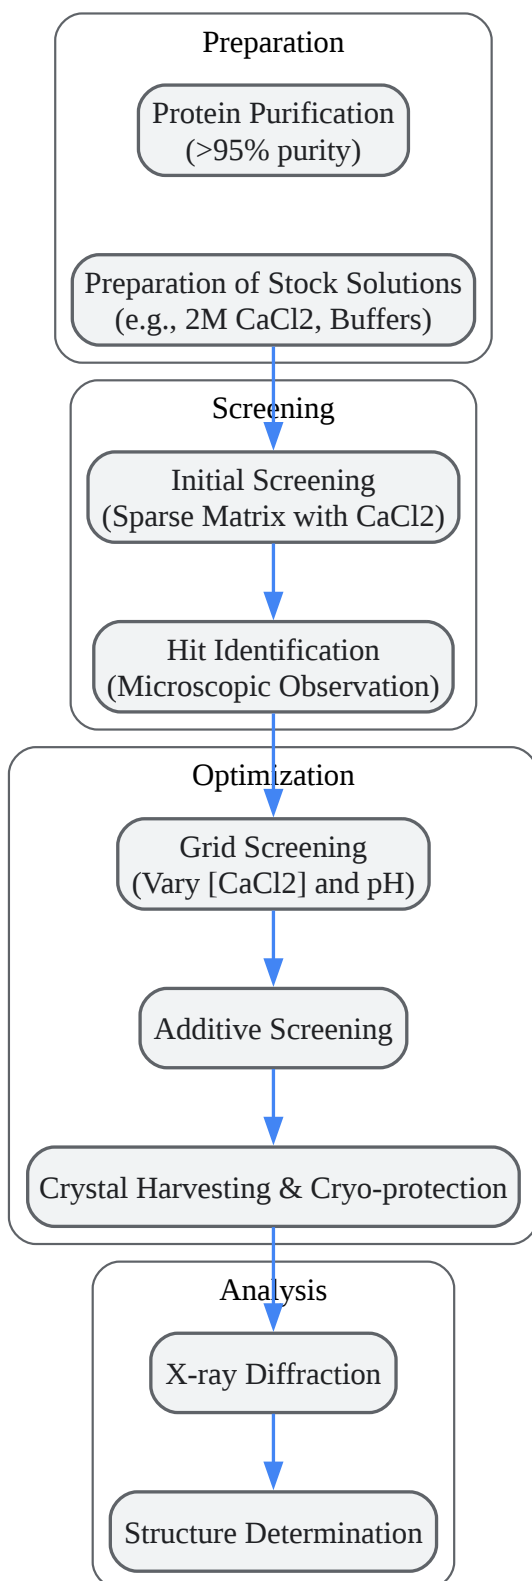 Preparation
Protein Purification
(>95% purity)
Preparation of Stock Solutions
(e.g., 2M CaCl2, Buffers)
Screening
Initial Screening
(Sparse Matrix with CaCl2)
Hit Identification
(Microscopic Observation)
Optimization
Grid Screening
(Vary [CaCl2] and pH)
Additive Screening
Crystal Harvesting & Cryo-protection
Analysis
X-ray Diffraction
Structure Determination